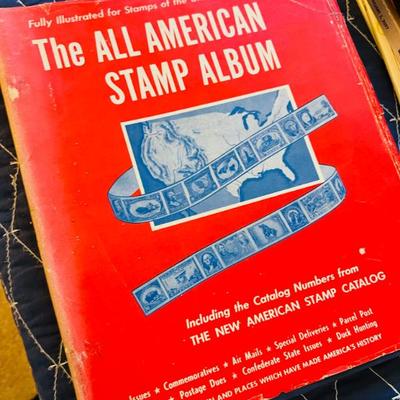 Fully Illustrated for Stamps of the
The ALL AMERICAN
STAMP ALBUM
Including the Catalog Numbers from
THE NEW AMERICAN STAMP CATALOG
Issues ★ Commemoratives ★ Air Mails ★ Special Deliveries ★ Parcel Post
★ Postage Dues ★ Confederate State Issues ★ Duck Hunting
AND PLACES WHICH HAVE MADE AMERICA'S HISTORY